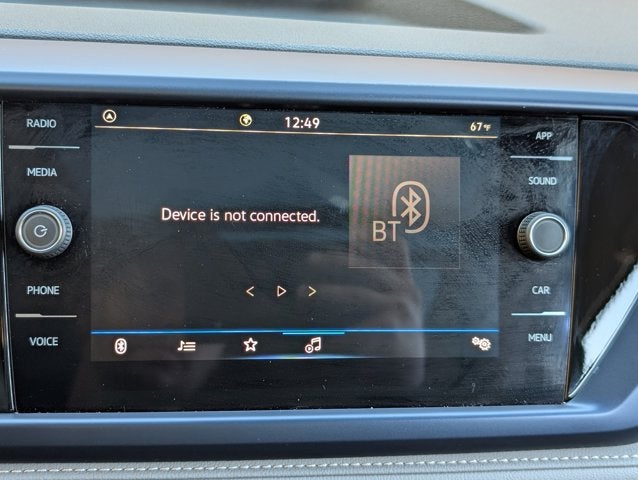 12:49
67°F
RADIO
MEDIA
PHONE
VOICE
Device is not connected.
BT
APP
SOUND
CAR
MENU